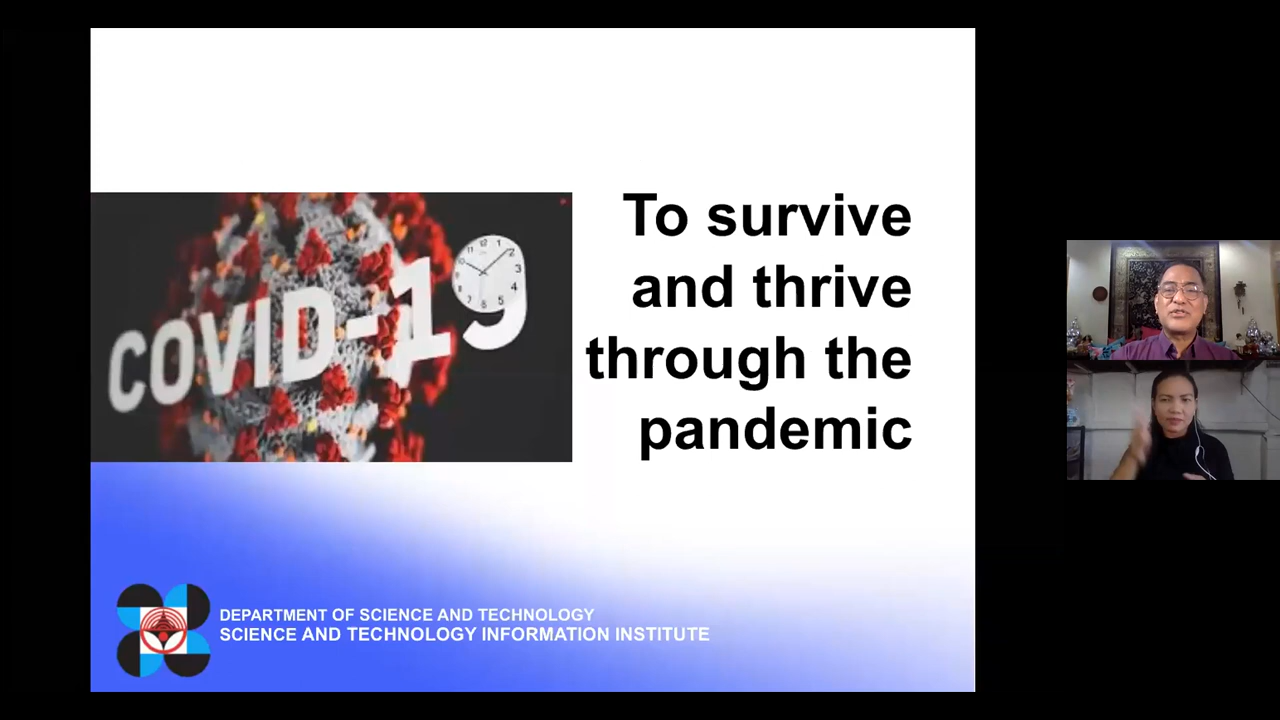 COVID-19
To survive
and thrive
through the
pandemic
DEPARTMENT OF SCIENCE AND TECHNOLOGY
SCIENCE AND TECHNOLOGY INFORMATION INSTITUTE